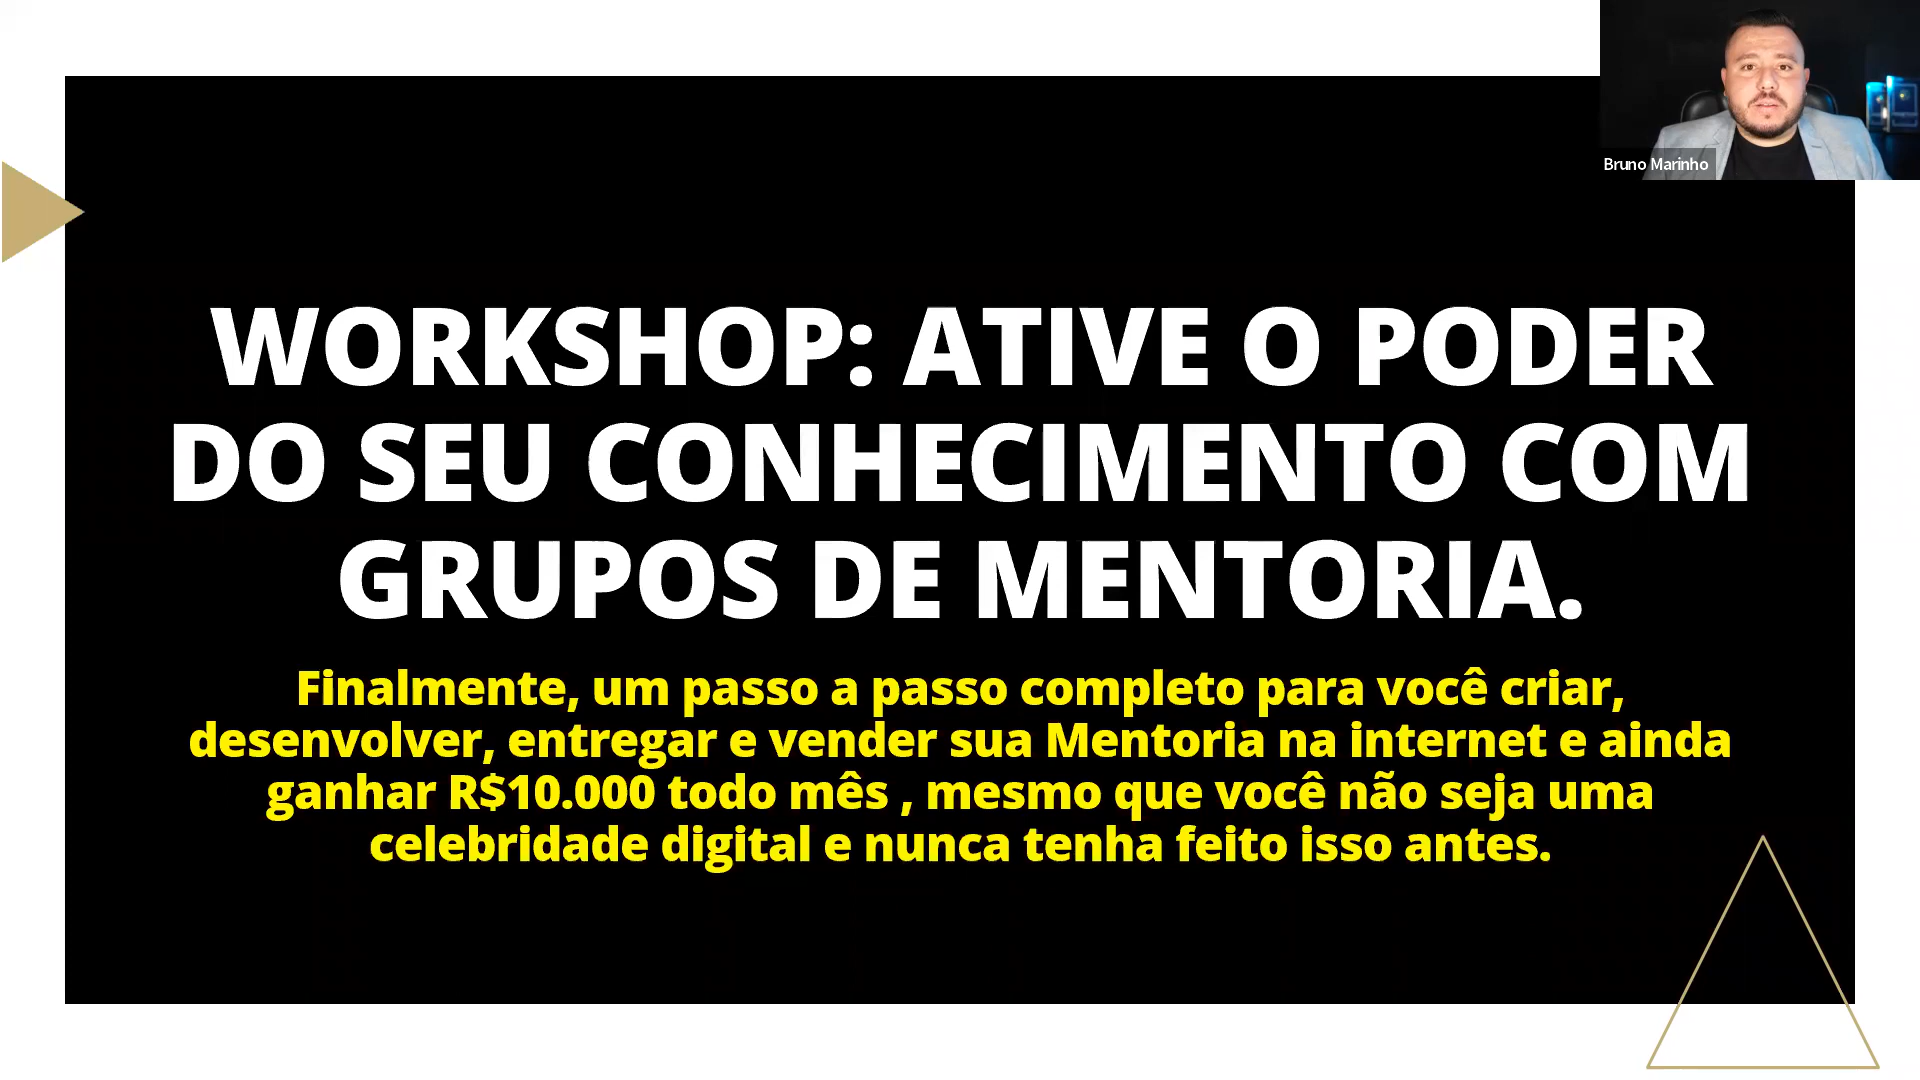 Bruno Marinho
WORKSHOP: ATIVE O PODER
DO SEU CONHECIMENTO COM
GRUPOS DE MENTORIA.
Finalmente, um passo a passo completo para você criar,
desenvolver, entregar e vender sua Mentoria na internet e ainda
ganhar R$10.000 todo mês , mesmo que você não seja uma
celebridade digital e nunca tenha feito isso antes.